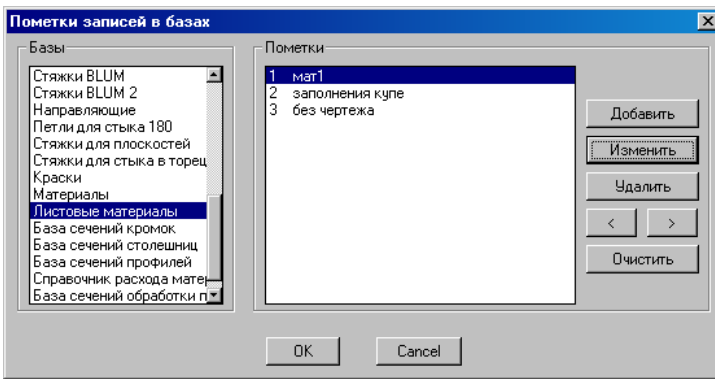 Пометки записей в базах
Базы
Стяжки BLUM
Стяжки BLUM 2
Направляющие
Петли для стыка 180
Стяжки для плоскостей
Стяжки для стыка в торец
Краски
Материалы
Листовые материалы
База сечений кромок
База сечений столешниц
База сечений профилей
Справочник расхода мате
База сечений обработки п
Пометки
1 мат1
2 заполнения купе
3 без чертежа
Добавить
Изменить
Удалить
< >
Очистить
OK Cancel